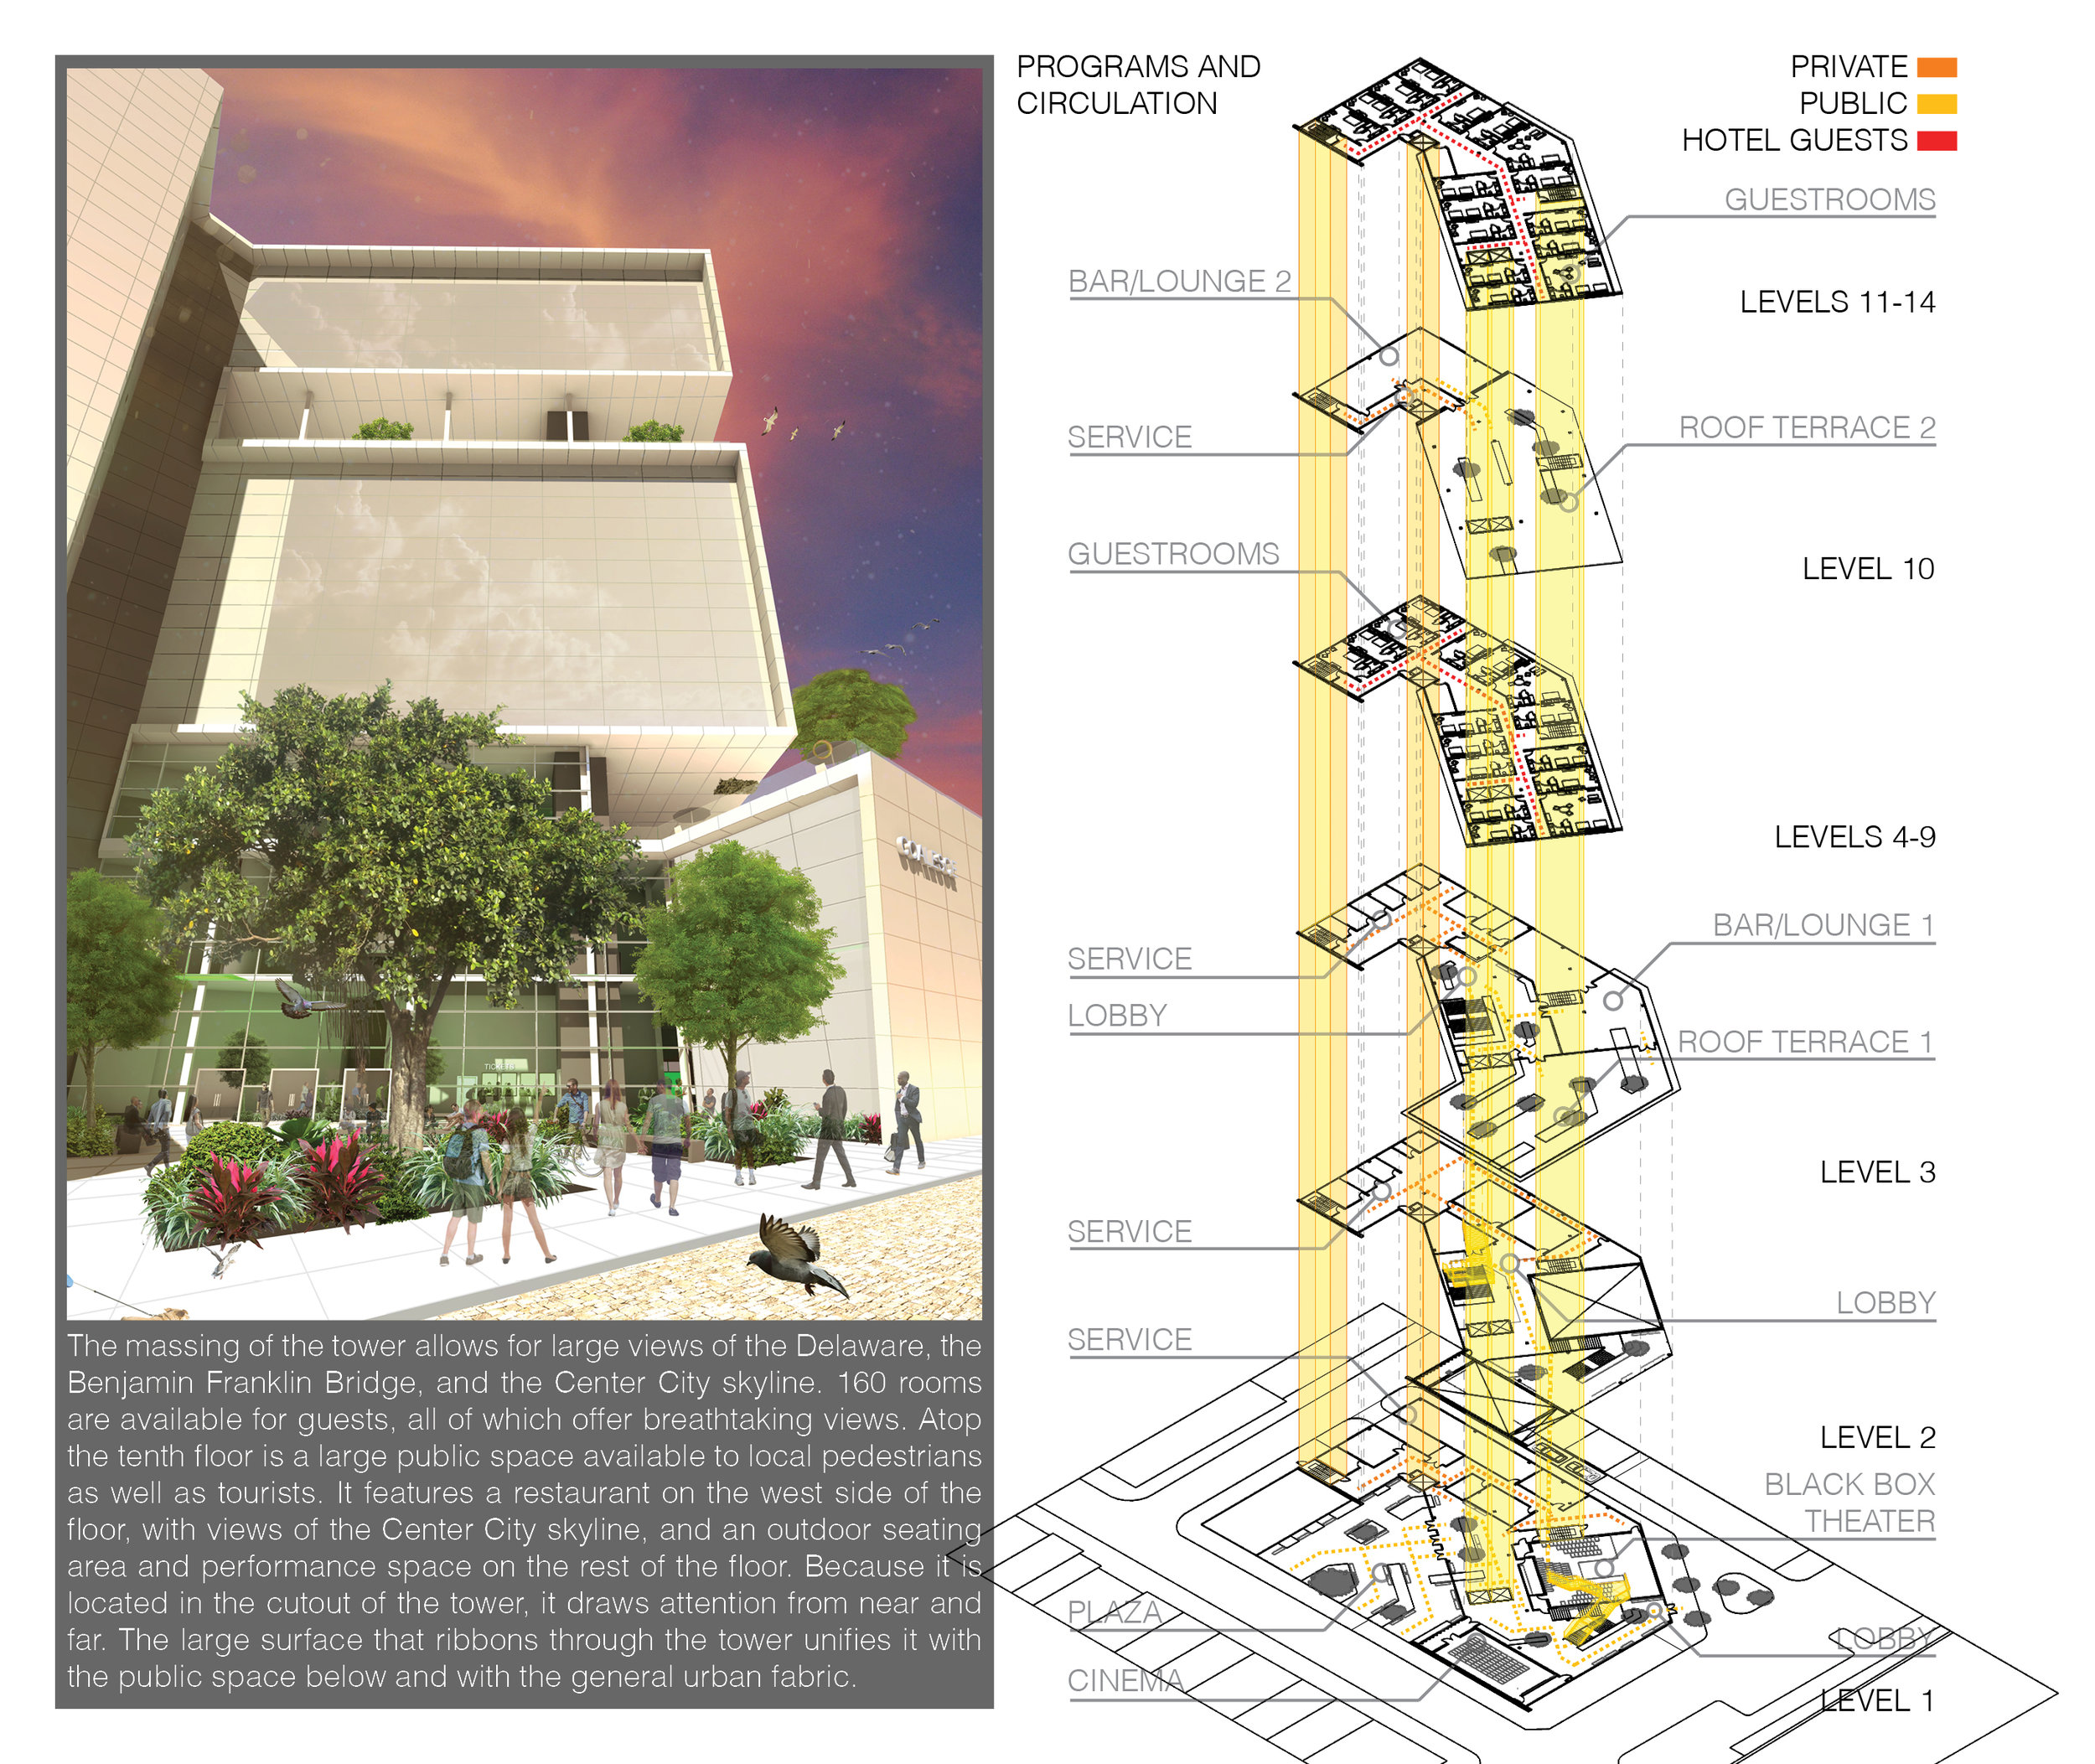 PROGRAMS AND
CIRCULATION
PRIVATE
PUBLIC
HOTEL GUESTS
GUESTROOMS
BAR/LOUNGE 2
LEVELS 11-14
SERVICE
ROOF TERRACE 2
GUESTROOMS
LEVEL 10
LEVELS 4-9
BAR/LOUNGE 1
SERVICE
LOBBY
ROOF TERRACE 1
LEVEL 3
SERVICE
LOBBY
SERVICE
LEVEL 2
BLACK BOX
THEATER
PLAZA
LOBBY
CINEMA
LEVEL 1
TICKETS
The massing of the tower allows for large views of the Delaware, the
Benjamin Franklin Bridge, and the Center City skyline. 160 rooms
are available for guests, all of which offer breathtaking views. Atop
the tenth floor is a large public space available to local pedestrians
as well as tourists. It features a restaurant on the west side of the
floor, with views of the Center City skyline, and an outdoor seating
area and performance space on the rest of the floor. Because it is
located in the cutout of the tower, it draws attention from near and
far. The large surface that ribbons through the tower unifies it with
the public space below and with the general urban fabric.